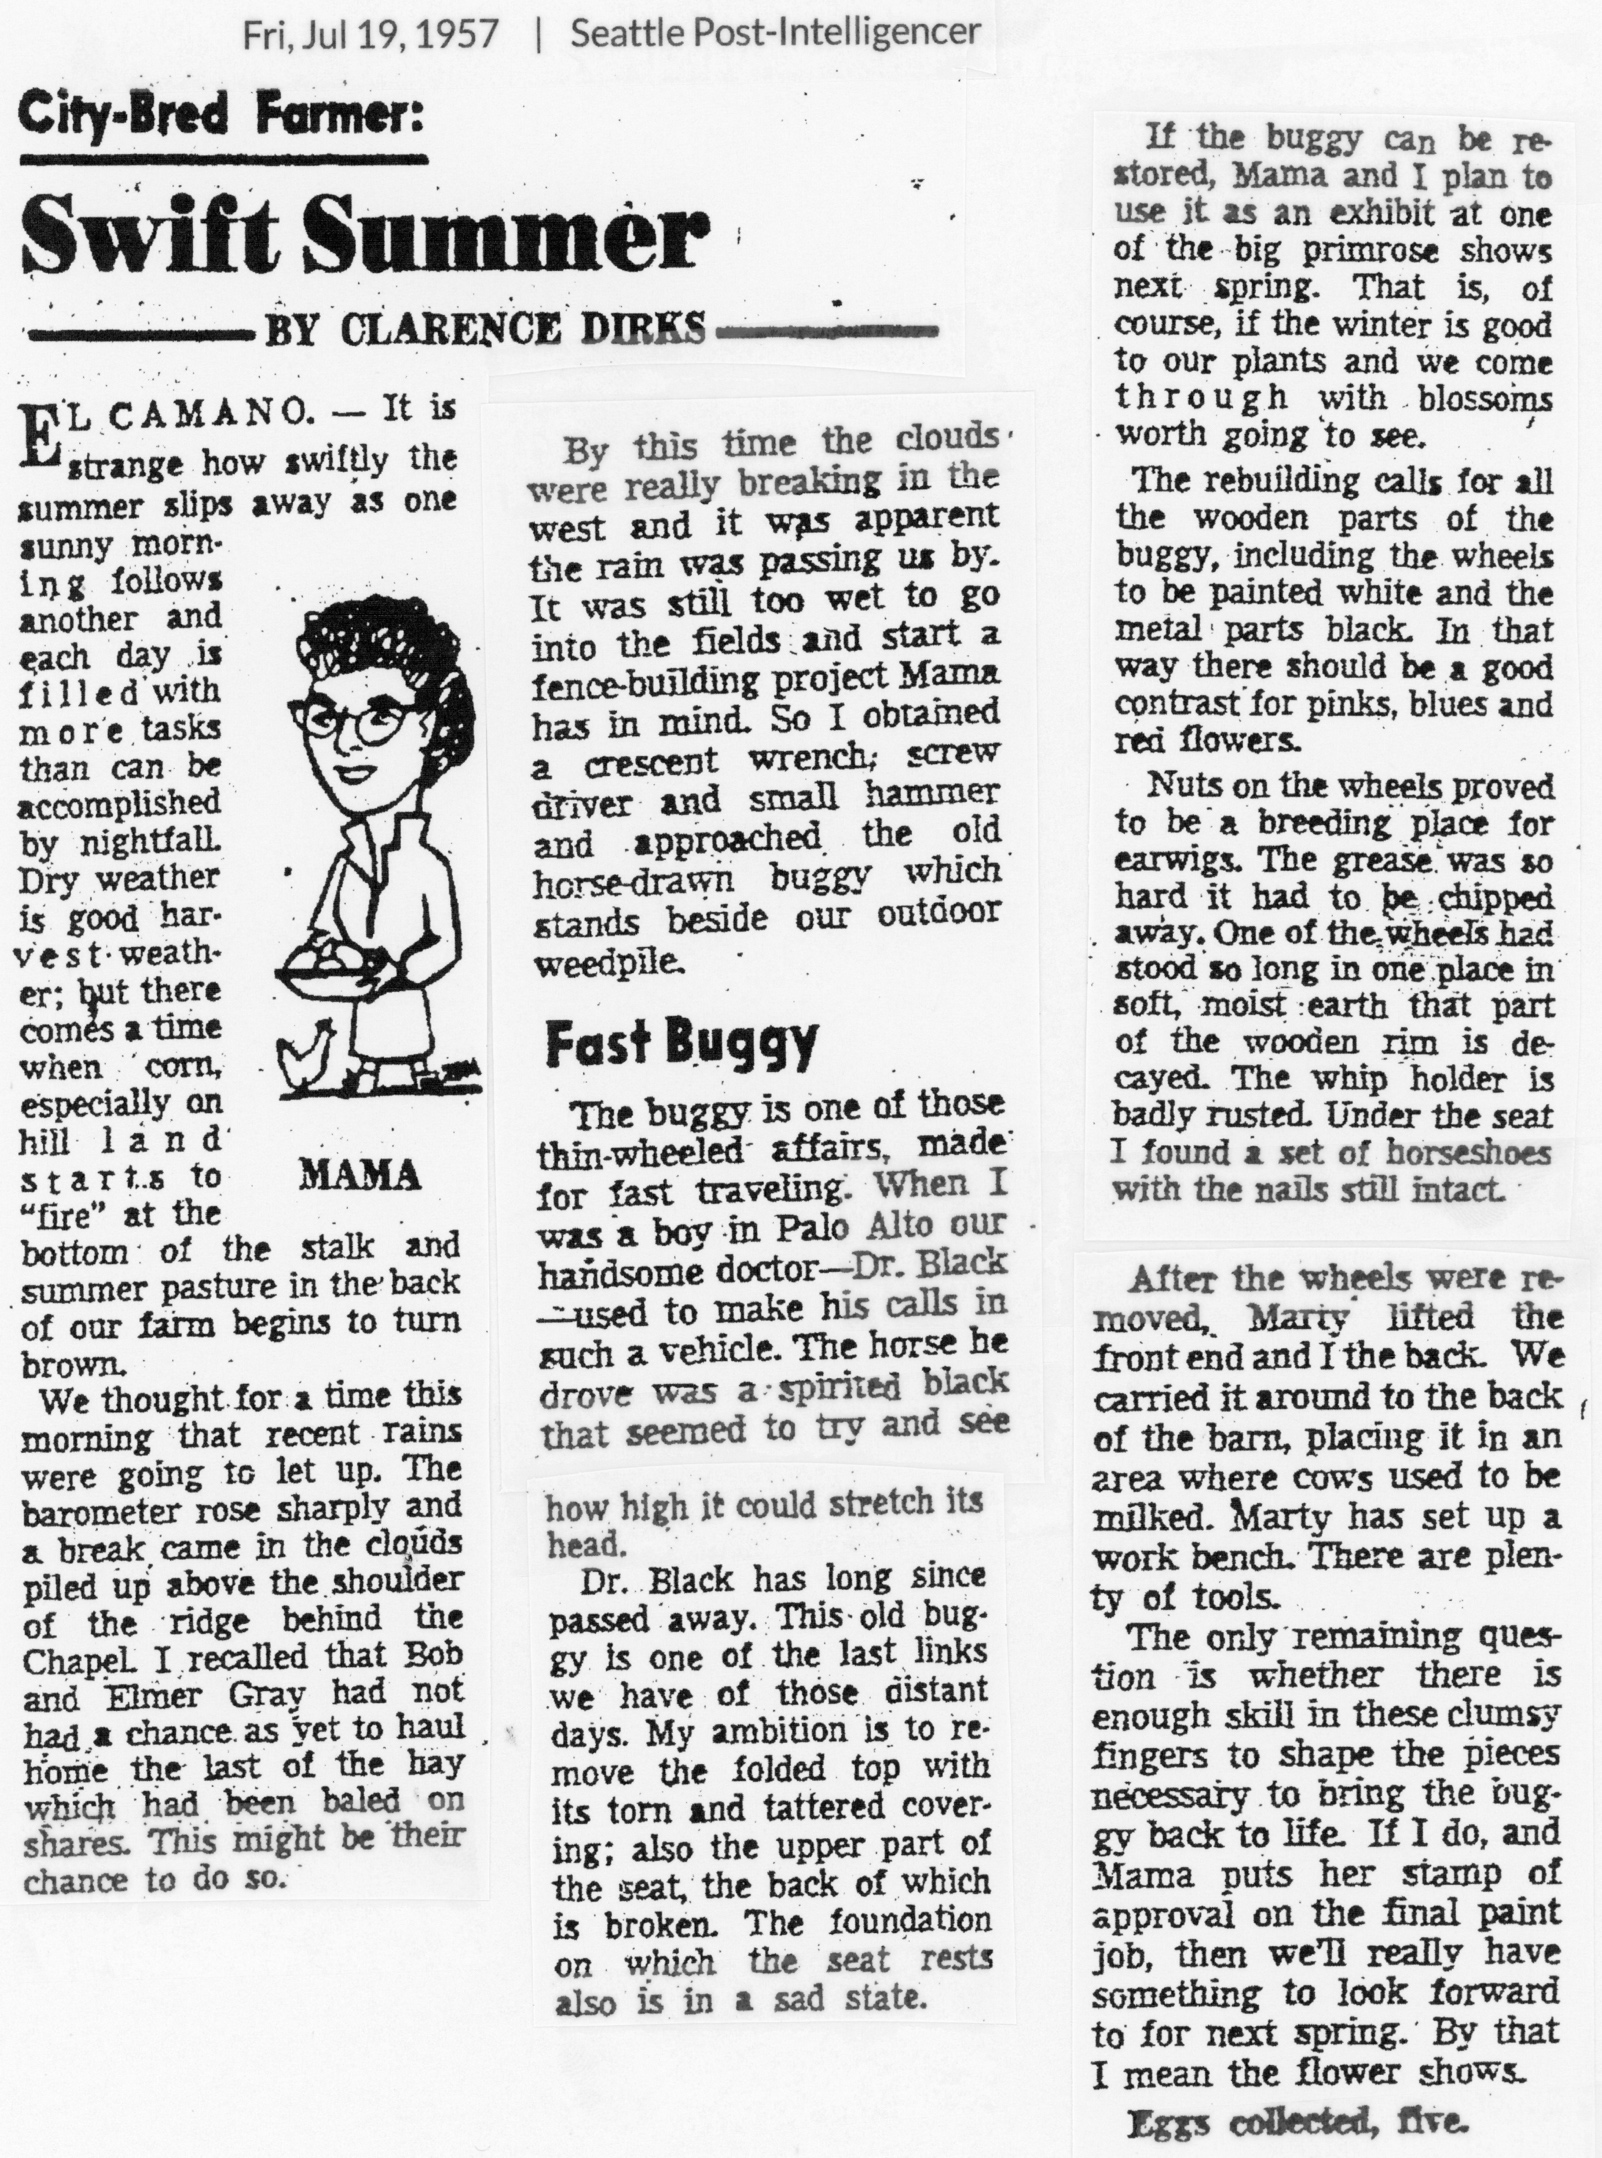 Fri, Jul 19, 1957 | Seattle Post-Intelligencer
City-Bred Farmer:
Swift Summer
BY CLARENCE DIRKS
EL CAMANO. — It is
strange how swiftly the
summer slips away as one
sunny morn-
ing follows
another and
each day is
filled with
more tasks
than can be
accomplished
by nightfall.
Dry weather
is good har-
vest weath-
er; but there
comes a time
when corn,
especially on
hill land
starts to
"fire" at the
bottom of the stalk and
summer pasture in the back
of our farm begins to turn
brown.
MAMA
We thought for a time this
morning that recent rains
were going to let up. The
barometer rose sharply and
a break came in the clouds
piled up above the shoulder
of the ridge behind the
Chapel. I recalled that Bob
and Elmer Gray had not
had a chance as yet to haul
home the last of the hay
which had been baled on
shares. This might be their
chance to do so.
By this time the clouds
were really breaking in the
west and it was apparent
the rain was passing us by.
It was still too wet to go
into the fields and start a
fence-building project Mama
has in mind. So I obtained
a crescent wrench, screw
driver and small hammer
and approached the old
horse-drawn buggy which
stands beside our outdoor
weedpile.
Fast Buggy
The buggy is one of those
thin-wheeled affairs, made
for fast traveling. When I
was a boy in Palo Alto our
handsome doctor—Dr. Black
—used to make his calls in
such a vehicle. The horse he
drove was a spirited black
that seemed to try and see
how high it could stretch its
head.
Dr. Black has long since
passed away. This old bug-
gy is one of the last links
we have of those distant
days. My ambition is to re-
move the folded top with
its torn and tattered cover-
ing; also the upper part of
the seat, the back of which
is broken. The foundation
on which the seat rests
also is in a sad state.
If the buggy can be re-
stored, Mama and I plan to
use it as an exhibit at one
of the big primrose shows
next spring. That is, of
course, if the winter is good
to our plants and we come
through with blossoms
worth going to see.
The rebuilding calls for all
the wooden parts of the
buggy, including the wheels
to be painted white and the
metal parts black. In that
way there should be a good
contrast for pinks, blues and
red flowers.
Nuts on the wheels proved
to be a breeding place for
earwigs. The grease was so
hard it had to be chipped
away. One of the wheels had
stood so long in one place in
soft, moist earth that part
of the wooden rim is de-
cayed. The whip holder is
badly rusted. Under the seat
I found a set of horseshoes
with the nails still intact.
After the wheels were re-
moved, Marty lifted the
front end and I the back. We
carried it around to the back
of the barn, placing it in an
area where cows used to be
milked. Marty has set up a
work bench. There are plen-
ty of tools.
The only remaining ques-
tion is whether there is
enough skill in these clumsy
fingers to shape the pieces
necessary to bring the bug-
gy back to life. If I do, and
Mama puts her stamp of
approval on the final paint
job, then we'll really have
something to look forward
to for next spring. By that
I mean the flower shows.
Eggs collected, five.